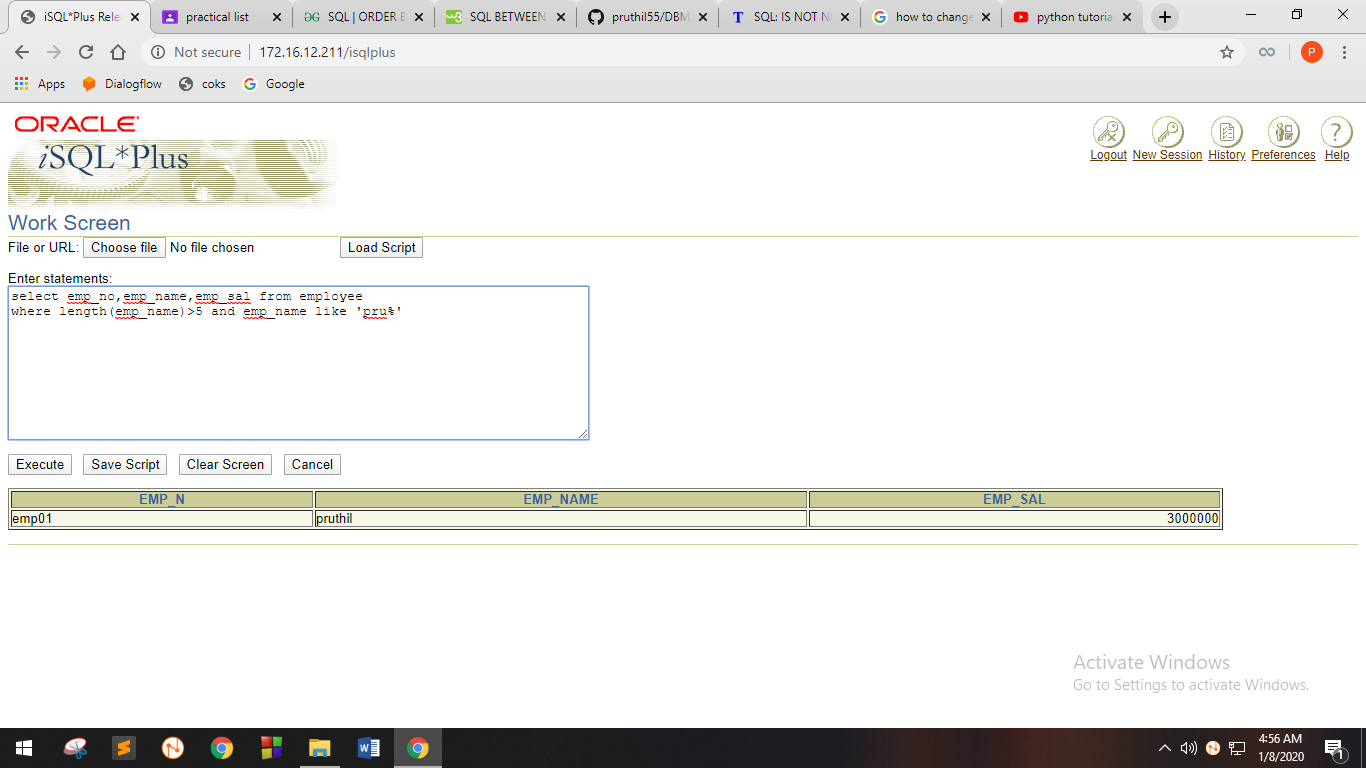 iSQL*Plus Rele
practical list
SQL | ORDER B
SQL BETWEEN
pruthil55/DBM
SQL: IS NOT N
how to change
python tutoria
Not secure
172.16.12.211/isqlplus
P
Apps
Dialogflow
coks
Google
ORACLE
iSQL*Plus
Logout
New Session
History
Preferences
Help
Work Screen
File or URL: Choose file No file chosen Load Script
Enter statements:
select emp_no,emp_name,emp_sal from employee
where length(emp_name)>5 and emp_name like 'pru%'
Execute
Save Script
Clear Screen
Cancel
EMP_N EMP_NAME EMP_SAL
emp01 pruthil 3000000
Activate Windows
Go to Settings to activate Windows.
4:56 AM
1/8/2020
1